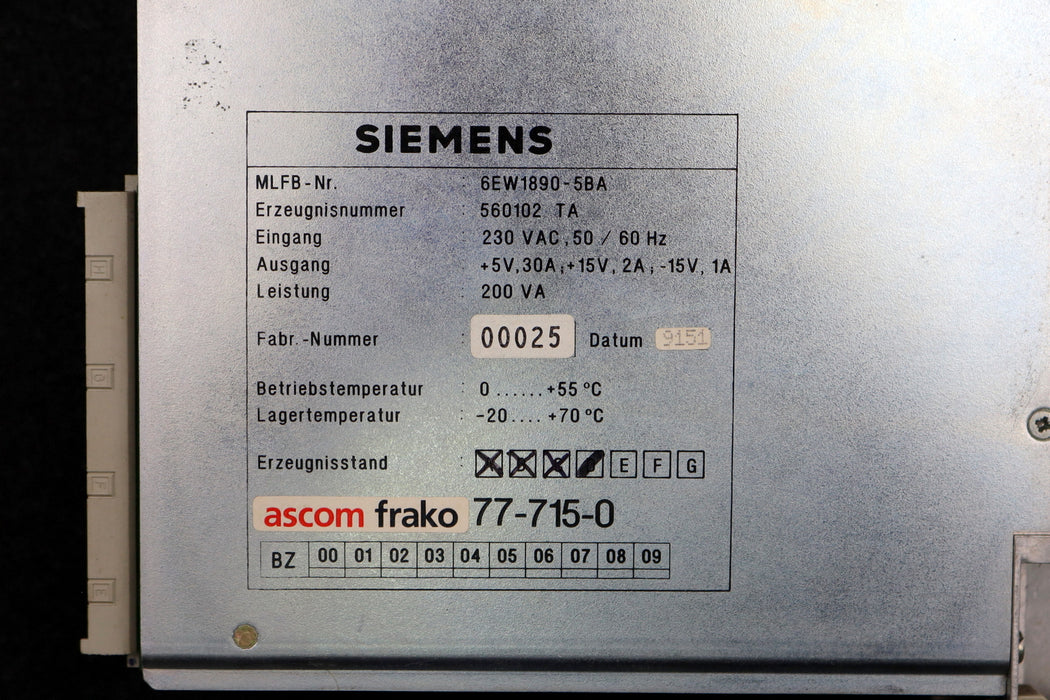 SIEMENS
MLFB-Nr. : 6EW1890-5BA
Erzeugnisnummer : 560102 TA
Eingang : 230 VAC, 50 / 60 Hz
Ausgang : +5V, 30A; +15V, 2A; -15V, 1A
Leistung : 200 VA
Fabr.-Nummer : 00025 Datum 9151
Betriebstemperatur : 0......+55 °C
Lagertemperatur : -20....+70 °C
Erzeugnisstand : E F G
ascom frako 77-715-0
BZ 00 01 02 03 04 05 06 07 08 09
H
O
F